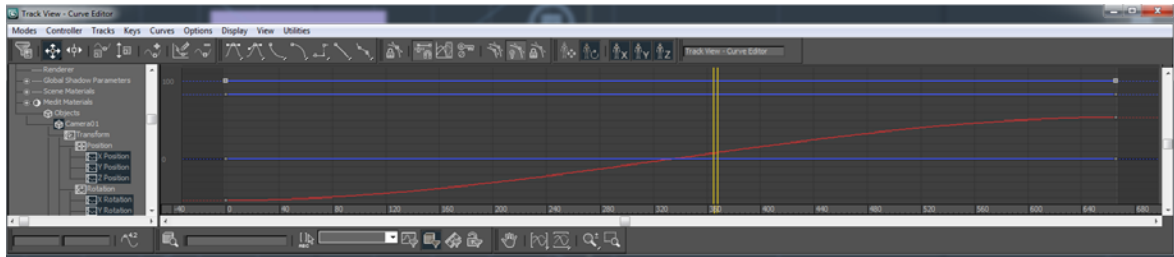 Track View - Curve Editor
Modes Controller Tracks Keys Curves Options Display View Utilities
X Y Z Track View - Curve Editor
Renderer
Global Shadow Parameters
Scene Materials
Medit Materials
Objects
Camera01
Transform
Position
X Position
Y Position
Z Position
Rotation
X Rotation
Y Rotation
100
0
-40 0 40 80 120 160 200 240 280 320 360 400 440 480 520 560 600 640 680
42
ABC